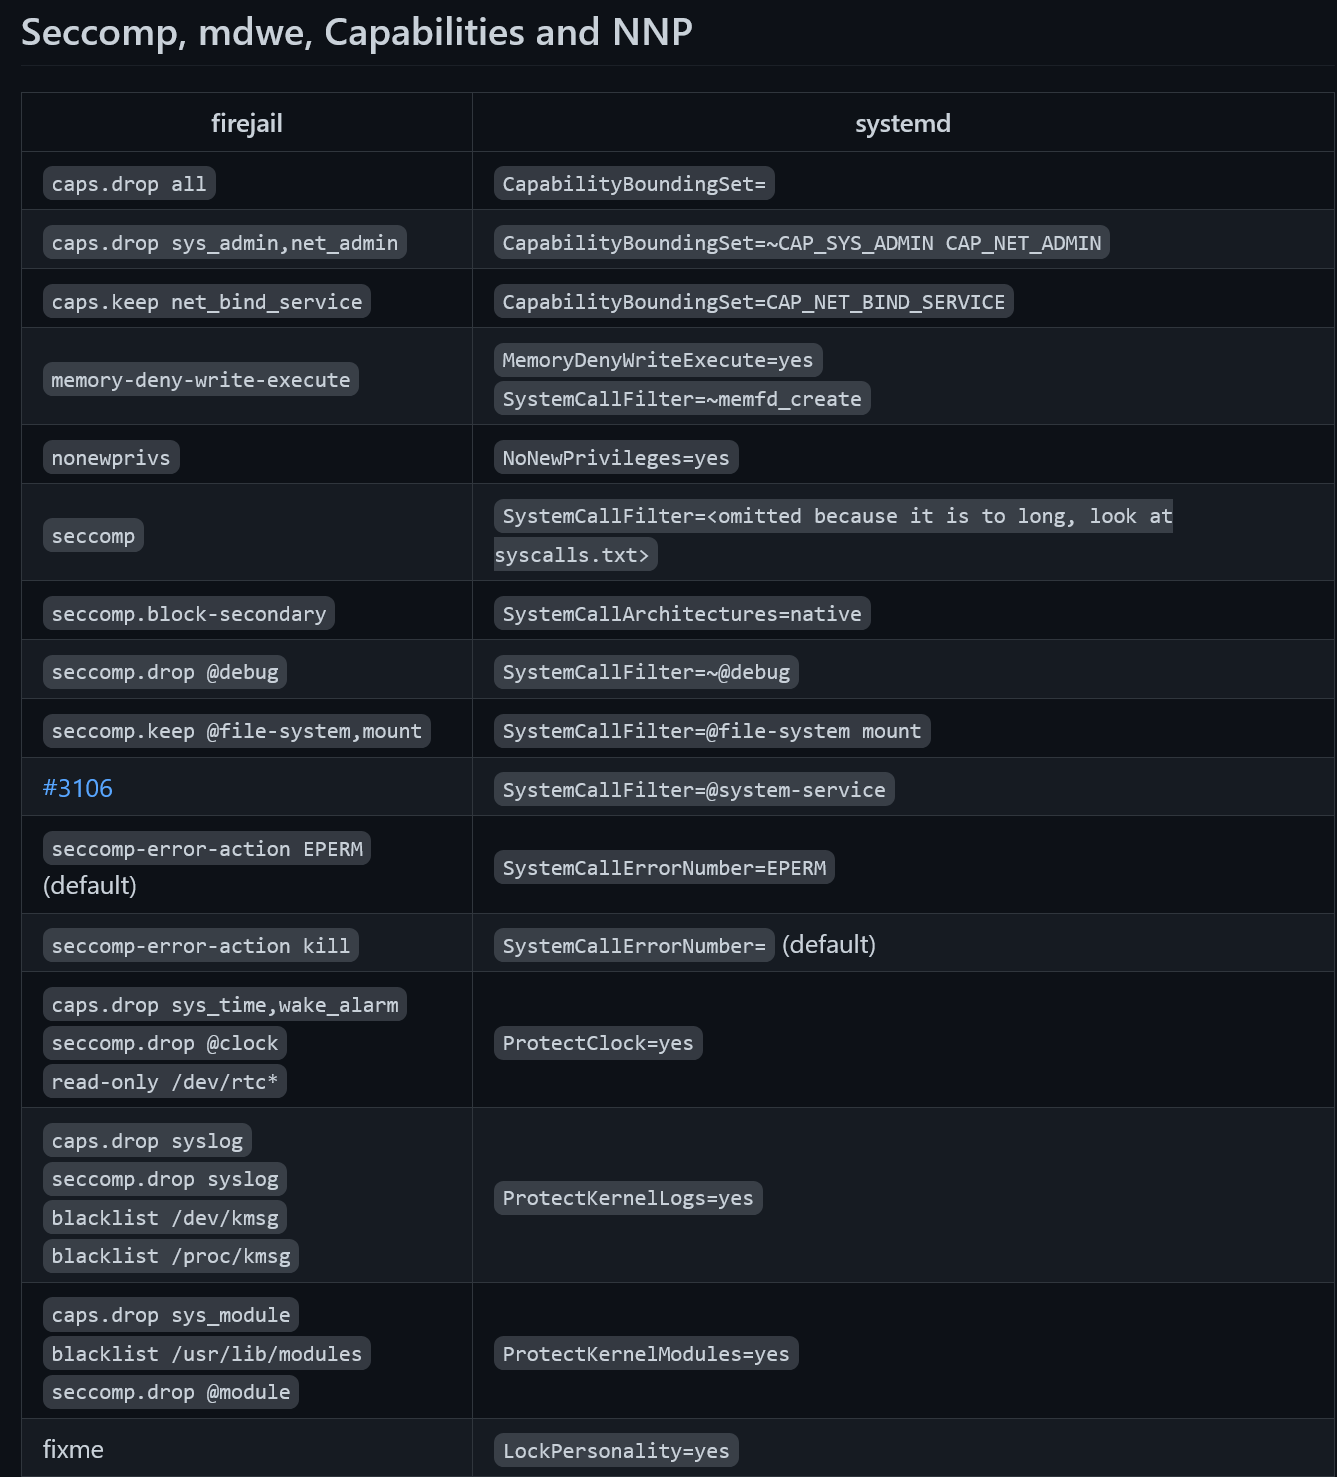 Seccomp, mdwe, Capabilities and NNP
firejail
systemd
caps.drop all
CapabilityBoundingSet=
caps.drop sys_admin,net_admin
CapabilityBoundingSet=~CAP_SYS_ADMIN CAP_NET_ADMIN
caps.keep net_bind_service
CapabilityBoundingSet=CAP_NET_BIND_SERVICE
memory-deny-write-execute
MemoryDenyWriteExecute=yes
SystemCallFilter=~memfd_create
nonewprivs
NoNewPrivileges=yes
seccomp
SystemCallFilter=<omitted because it is to long, look at
syscalls.txt>
seccomp.block-secondary
SystemCallArchitectures=native
seccomp.drop @debug
SystemCallFilter=~@debug
seccomp.keep @file-system,mount
SystemCallFilter=@file-system mount
#3106
SystemCallFilter=@system-service
seccomp-error-action EPERM
(default)
SystemCallErrorNumber=EPERM
seccomp-error-action kill
SystemCallErrorNumber= (default)
caps.drop sys_time,wake_alarm
seccomp.drop @clock
read-only /dev/rtc*
ProtectClock=yes
caps.drop syslog
seccomp.drop syslog
blacklist /dev/kmsg
blacklist /proc/kmsg
ProtectKernelLogs=yes
caps.drop sys_module
blacklist /usr/lib/modules
seccomp.drop @module
ProtectKernelModules=yes
fixme
LockPersonality=yes